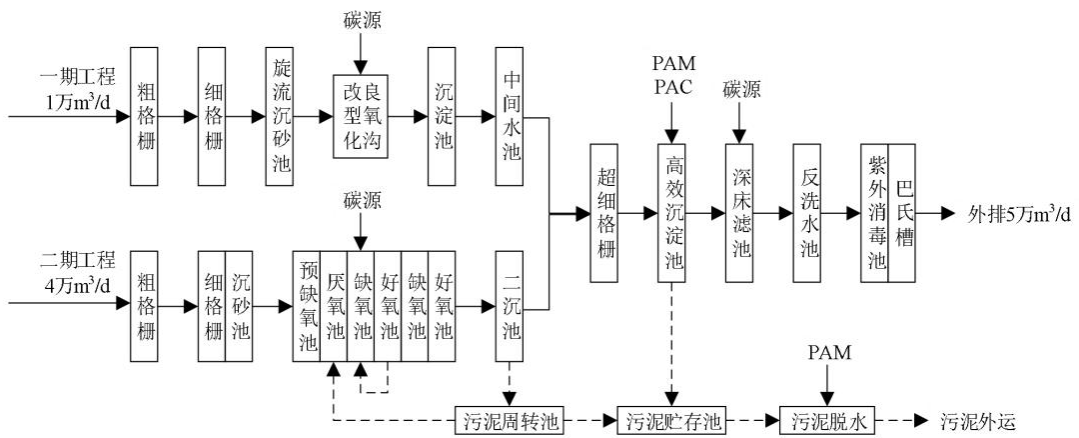 碳源
一期工程
1万m³/d
粗格栅
细格栅
旋流沉砂池
改良型氧化沟
沉淀池
中间水池
PAM
PAC
碳源
超细格栅
高效沉淀池
深床滤池
反洗水池
紫外消毒池
巴氏槽
外排5万m³/d
碳源
二期工程
4万m³/d
粗格栅
细格栅
沉砂池
预缺氧池
厌氧池
缺氧池
好氧池
缺氧池
好氧池
二沉池
PAM
污泥周转池
污泥贮存池
污泥脱水
污泥外运